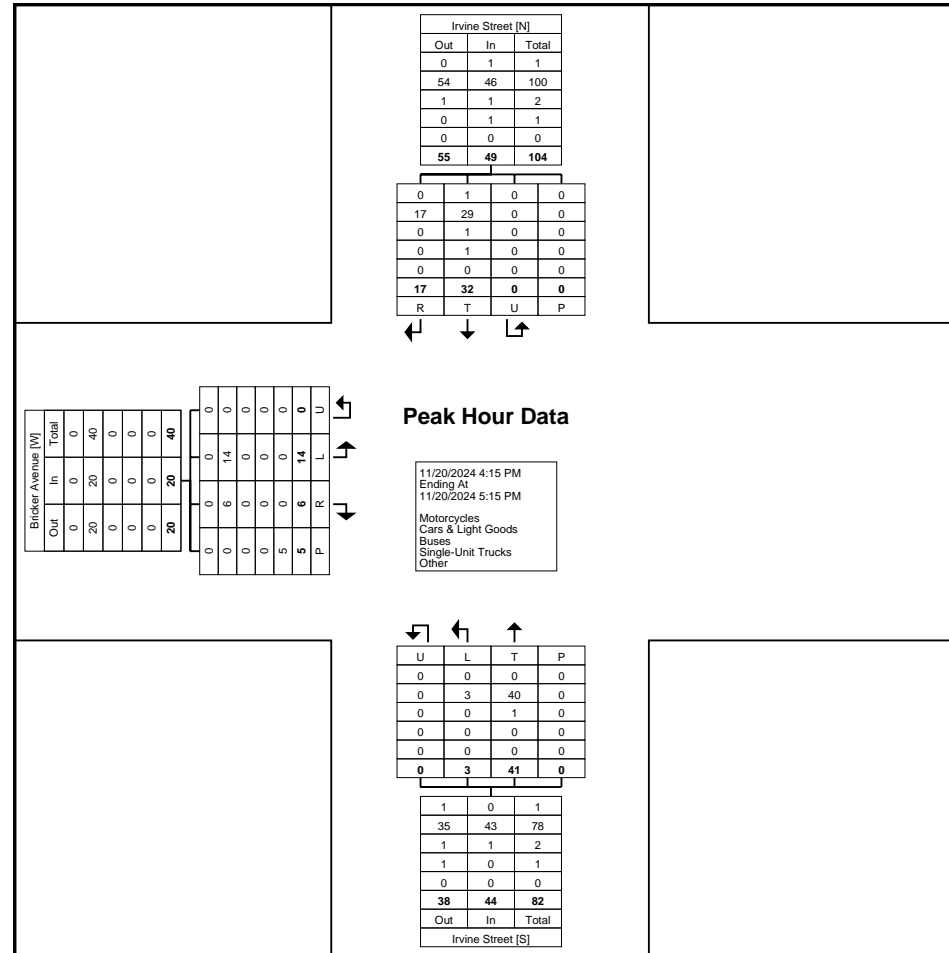 Irvine Street [N]
Out In Total
0 1 1
54 46 100
1 1 2
0 1 1
0 0 0
55 49 104
0 1 0 0
17 29 0 0
0 1 0 0
0 1 0 0
0 0 0 0
17 32 0 0
R T U P
Bricker Avenue [W]
Out In Total
0 0 0
20 20 40
0 0 0
0 0 0
0 0 0
20 20 40
0 0 0 0
0 6 14 0
0 0 0 0
0 0 0 0
5 0 0 0
5 6 14 0
P R L U
Peak Hour Data
11/20/2024 4:15 PM
Ending At
11/20/2024 5:15 PM
Motorcycles
Cars & Light Goods
Buses
Single-Unit Trucks
Other
U L T P
0 0 0 0
0 3 40 0
0 0 1 0
0 0 0 0
0 0 0 0
0 3 41 0
1 0 1
35 43 78
1 1 2
1 0 1
0 0 0
38 44 82
Out In Total
Irvine Street [S]